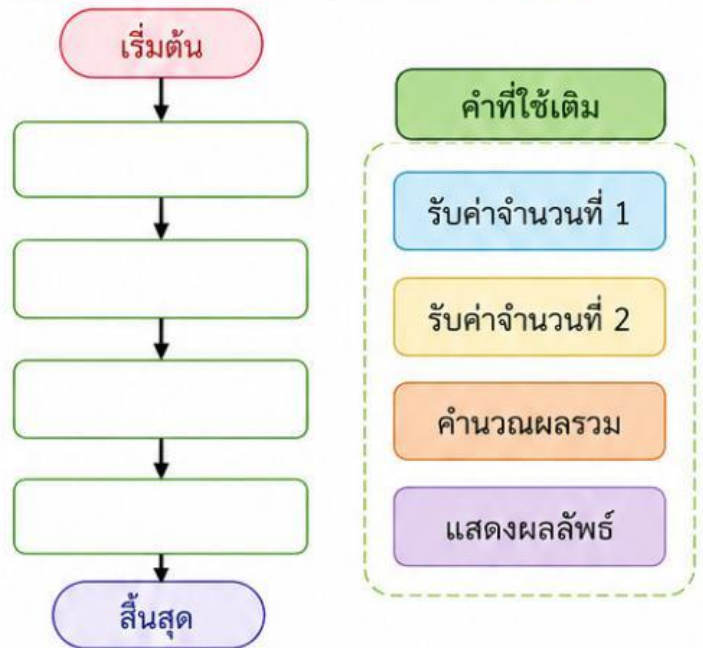 เริ่มต้น
สิ้นสุด
คำที่ใช้เติม
รับค่าจำนวนที่ 1
รับค่าจำนวนที่ 2
คำนวณผลรวม
แสดงผลลัพธ์